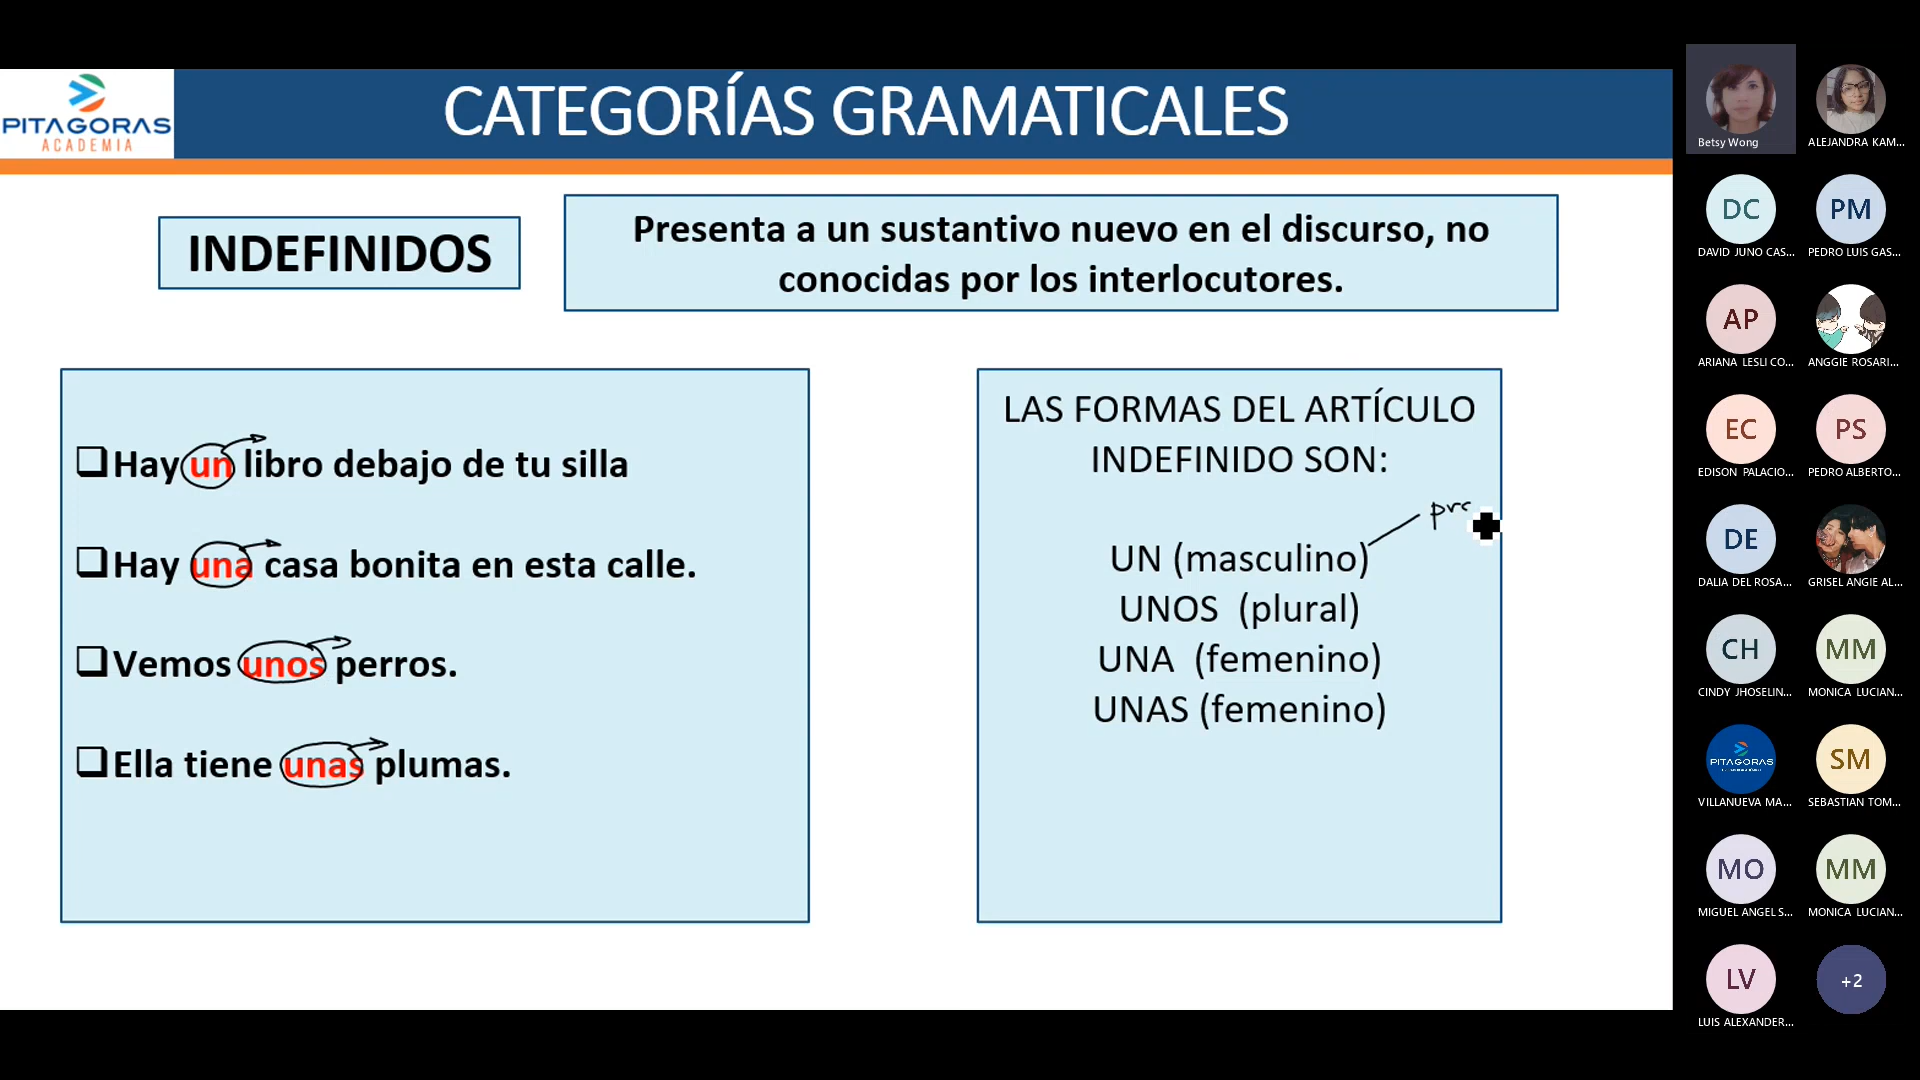 PITAGORAS
ACADEMIA
CATEGORÍAS GRAMATICALES
INDEFINIDOS
Presenta a un sustantivo nuevo en el discurso, no
conocidas por los interlocutores.
❑Hay un libro debajo de tu silla
❑Hay una casa bonita en esta calle.
❑Vemos unos perros.
❑Ella tiene unas plumas.
LAS FORMAS DEL ARTÍCULO
INDEFINIDO SON:
UN (masculino)
UNOS (plural)
UNA (femenino)
UNAS (femenino)
Betsy Wong
ALEJANDRA KAM...
DC
DAVID JUNO CAS...
PM
PEDRO LUIS GAS...
AP
ARIANA LESLI CO...
ANGGIE ROSARI...
EC
EDISON PALACIO...
PS
PEDRO ALBERTO...
DE
DALIA DEL ROSA...
GRISEL ANGIE AL...
CH
CINDY JHOSELIN...
MM
MONICA LUCIAN...
PITAGORAS
VILLANUEVA MA...
SM
SEBASTIAN TOM...
MO
MIGUEL ANGEL S...
MM
MONICA LUCIAN...
LV
LUIS ALEXANDER...
+2